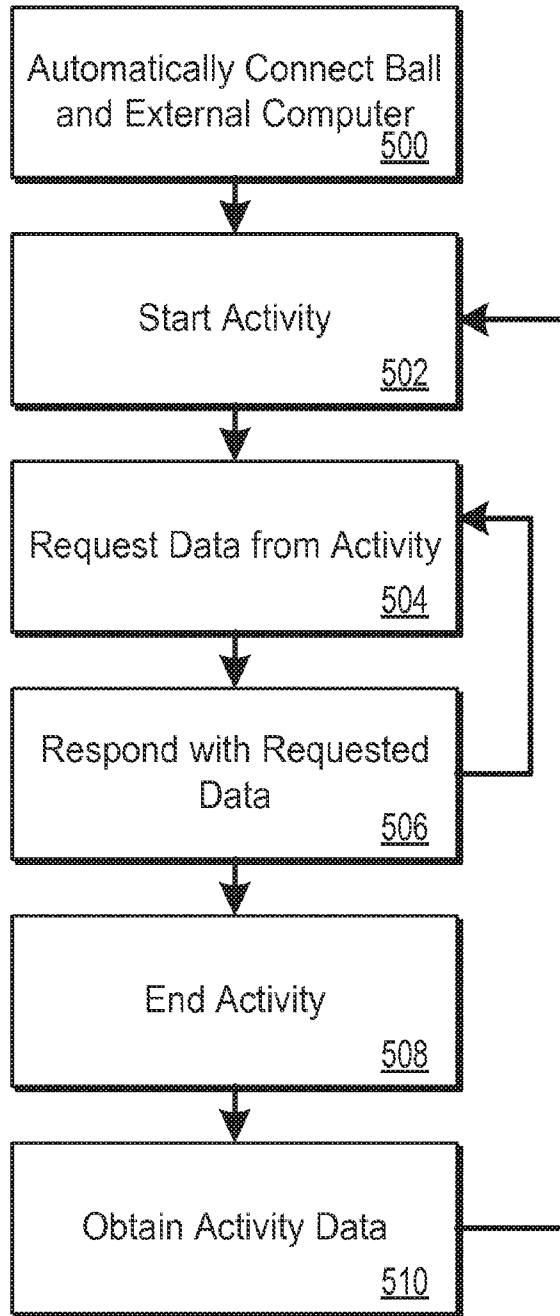 Automatically Connect Ball
and External Computer
500
Start Activity
502
Request Data from Activity
504
Respond with Requested
Data
506
End Activity
508
Obtain Activity Data
510